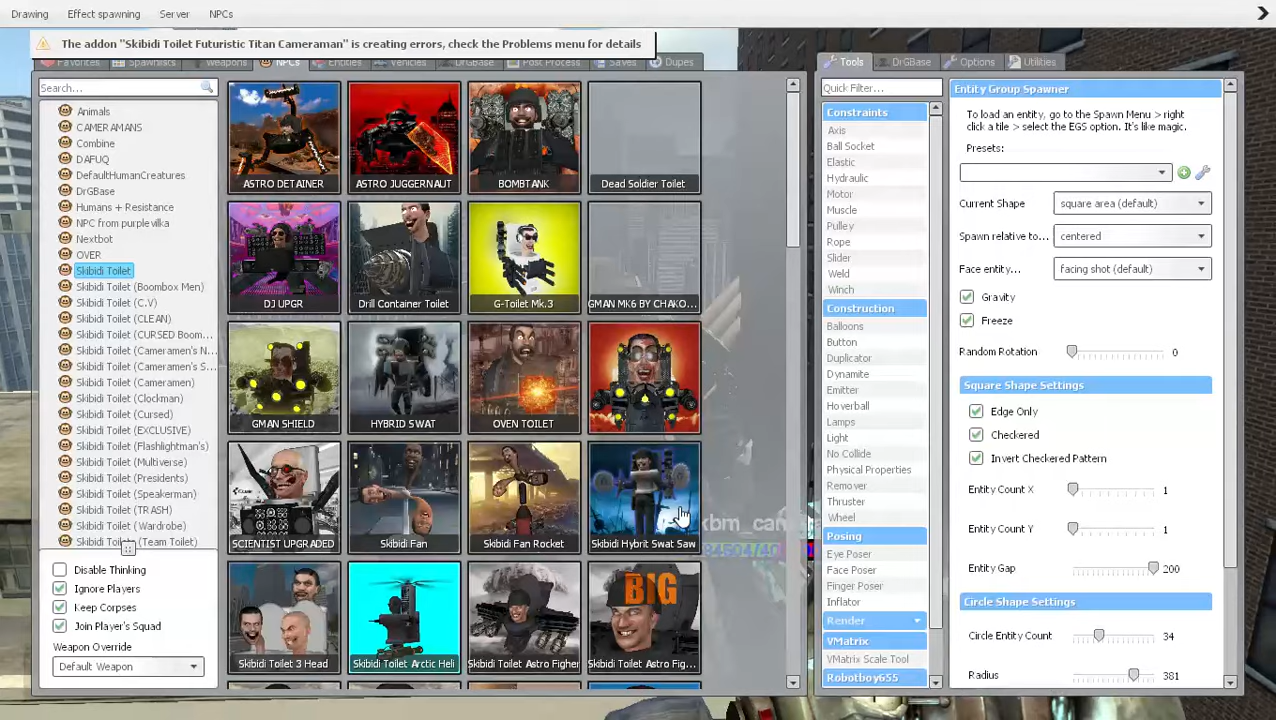 Drawing Effect spawning Server NPCs
The addon "Skibidi Toilet Futuristic Titan Cameraman" is creating errors, check the Problems menu for details
Favorites Spawnlists Weapons NPCs Entities Vehicles DrGBase Post Process Saves Dupes
Search...
Animals
CAMERAMANS
Combine
DAFUQ
DefaultHumanCreatures
DrGBase
Humans + Resistance
NPC from purplevilka
Nextbot
OVER
Skibidi Toilet
Skibidi Toilet (Boombox Men)
Skibidi Toilet (C.V)
Skibidi Toilet (CLEAN)
Skibidi Toilet (CURSED Boom...
Skibidi Toilet (Cameramen's N...
Skibidi Toilet (Cameramen's S...
Skibidi Toilet (Cameramen)
Skibidi Toilet (Clockman)
Skibidi Toilet (Cursed)
Skibidi Toilet (EXCLUSIVE)
Skibidi Toilet (Flashlightman's)
Skibidi Toilet (Multiverse)
Skibidi Toilet (Presidents)
Skibidi Toilet (Speakerman)
Skibidi Toilet (TRASH)
Skibidi Toilet (Wardrobe)
Skibidi Toilet (Team Toilet)
Disable Thinking
Ignore Players
Keep Corpses
Join Player's Squad
Weapon Override
Default Weapon
ASTRO DETAINER ASTRO JUGGERNAUT BOMBTANK Dead Soldier Toilet
DJ UPGR Drill Container Toilet G-Toilet Mk.3 GMAN MK6 BY CHAKO...
GMAN SHIELD HYBRID SWAT OVEN TOILET
SCIENTIST UPGRADED Skibidi Fan Skibidi Fan Rocket Skibidi Hybrit Swat Saw
BIG
Skibidi Toilet 3 Head Skibidi Toilet Arctic Heli Skibidi Toilet Astro Figher Skibidi Toilet Astro Fig...
Tools DrGBase Options Utilities
Quick Filter...
Constraints
Axis
Ball Socket
Elastic
Hydraulic
Motor
Muscle
Pulley
Rope
Slider
Weld
Winch
Construction
Balloons
Button
Duplicator
Dynamite
Emitter
Hoverball
Lamps
Light
No Collide
Physical Properties
Remover
Thruster
Wheel
Posing
Eye Poser
Face Poser
Finger Poser
Inflator
Render
VMatrix
VMatrix Scale Tool
Robotboy655
Entity Group Spawner
To load an entity, go to the Spawn Menu > right
click a tile > select the EGS option. It's like magic.
Presets:
Current Shape square area (default)
Spawn relative to... centered
Face entity... facing shot (default)
Gravity
Freeze
Random Rotation 0
Square Shape Settings
Edge Only
Checkered
Invert Checkered Pattern
Entity Count X 1
Entity Count Y 1
Entity Gap 200
Circle Shape Settings
Circle Entity Count 34
Radius 381